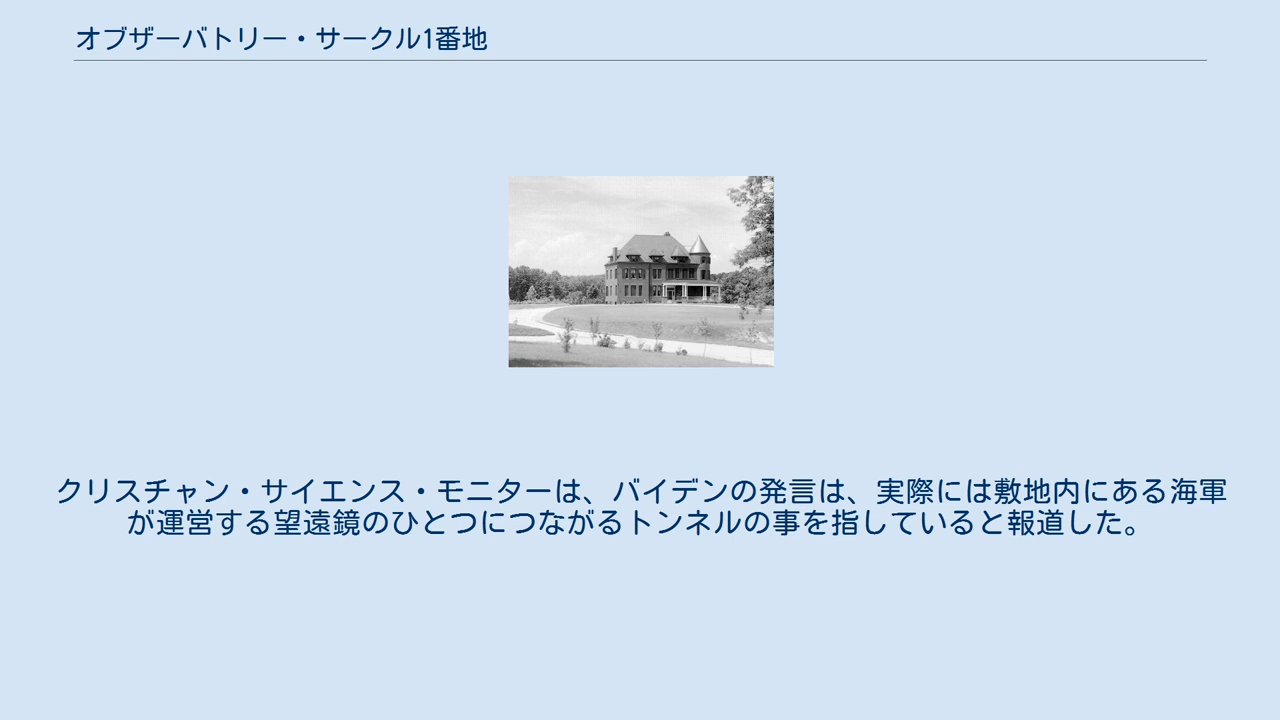 オブザーバトリー・サークル1番地
クリスチャン・サイエンス・モニターは、バイデンの発言は、実際には敷地内にある海軍
が運営する望遠鏡のひとつにつながるトンネルの事を指していると報道した。